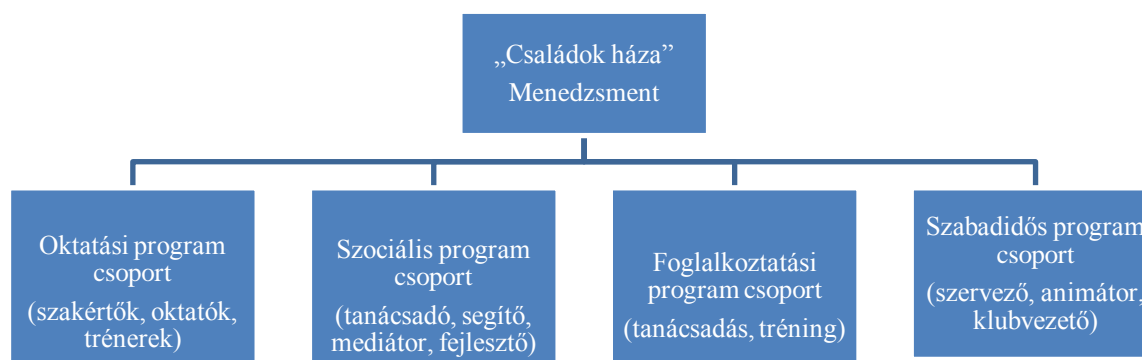 „Családok háza”
Menedzsment
Oktatási program
csoport
(szakértők, oktatók,
trénerek)
Szociális program
csoport
(tanácsadó, segítő,
mediátor, fejlesztő)
Foglalkoztatási
program csoport
(tanácsadás, tréning)
Szabadidős program
csoport
(szervező, animátor,
klubvezető)